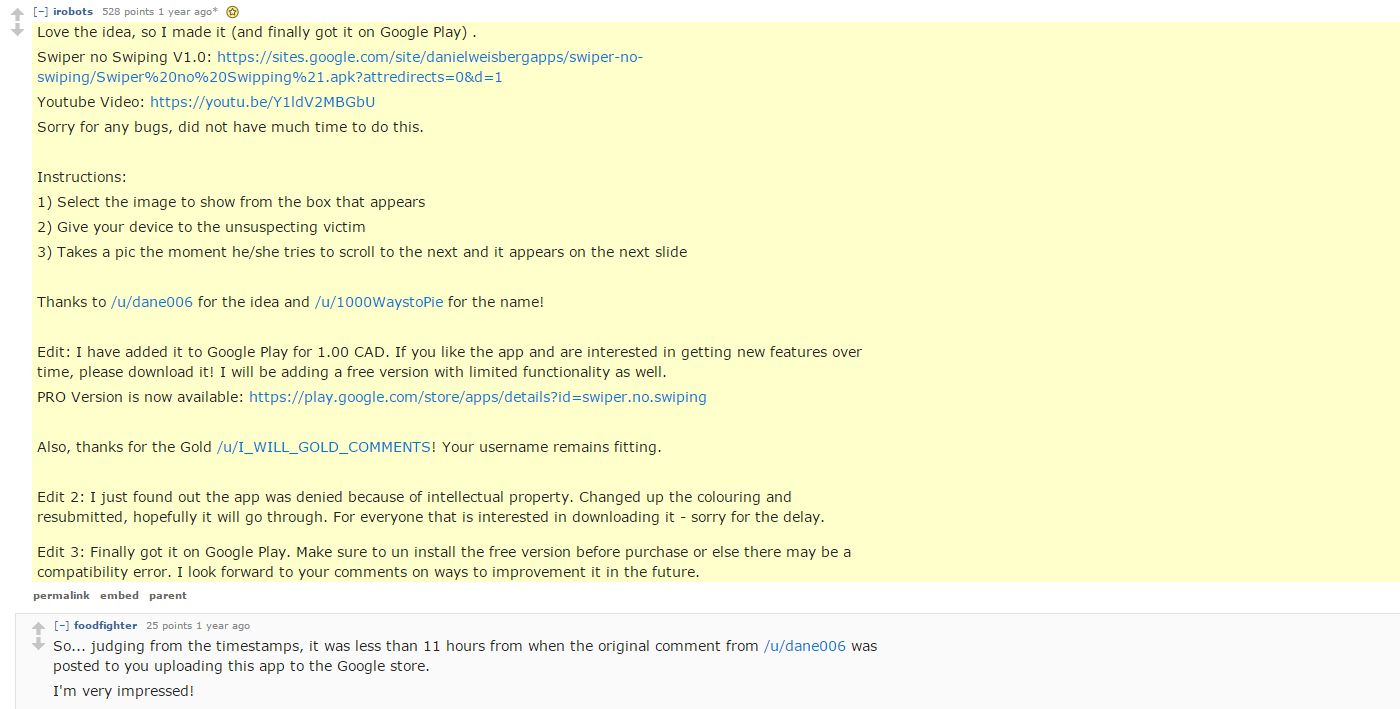 [–] irobots 528 points 1 year ago*
Love the idea, so I made it (and finally got it on Google Play) .
Swiper no Swiping V1.0: https://sites.google.com/site/danielweisbergapps/swiper-no-
swiping/Swiper%20no%20Swipping%21.apk?attredirects=0&d=1
Youtube Video: https://youtu.be/Y1ldV2MBGbU
Sorry for any bugs, did not have much time to do this.
Instructions:
1) Select the image to show from the box that appears
2) Give your device to the unsuspecting victim
3) Takes a pic the moment he/she tries to scroll to the next and it appears on the next slide
Thanks to /u/dane006 for the idea and /u/1000WaystoPie for the name!
Edit: I have added it to Google Play for 1.00 CAD. If you like the app and are interested in getting new features over
time, please download it! I will be adding a free version with limited functionality as well.
PRO Version is now available: https://play.google.com/store/apps/details?id=swiper.no.swiping
Also, thanks for the Gold /u/I_WILL_GOLD_COMMENTS! Your username remains fitting.
Edit 2: I just found out the app was denied because of intellectual property. Changed up the colouring and
resubmitted, hopefully it will go through. For everyone that is interested in downloading it - sorry for the delay.
Edit 3: Finally got it on Google Play. Make sure to un install the free version before purchase or else there may be a
compatibility error. I look forward to your comments on ways to improvement it in the future.
permalink embed parent
[–] foodfighter 25 points 1 year ago
So... judging from the timestamps, it was less than 11 hours from when the original comment from /u/dane006 was
posted to you uploading this app to the Google store.
I'm very impressed!